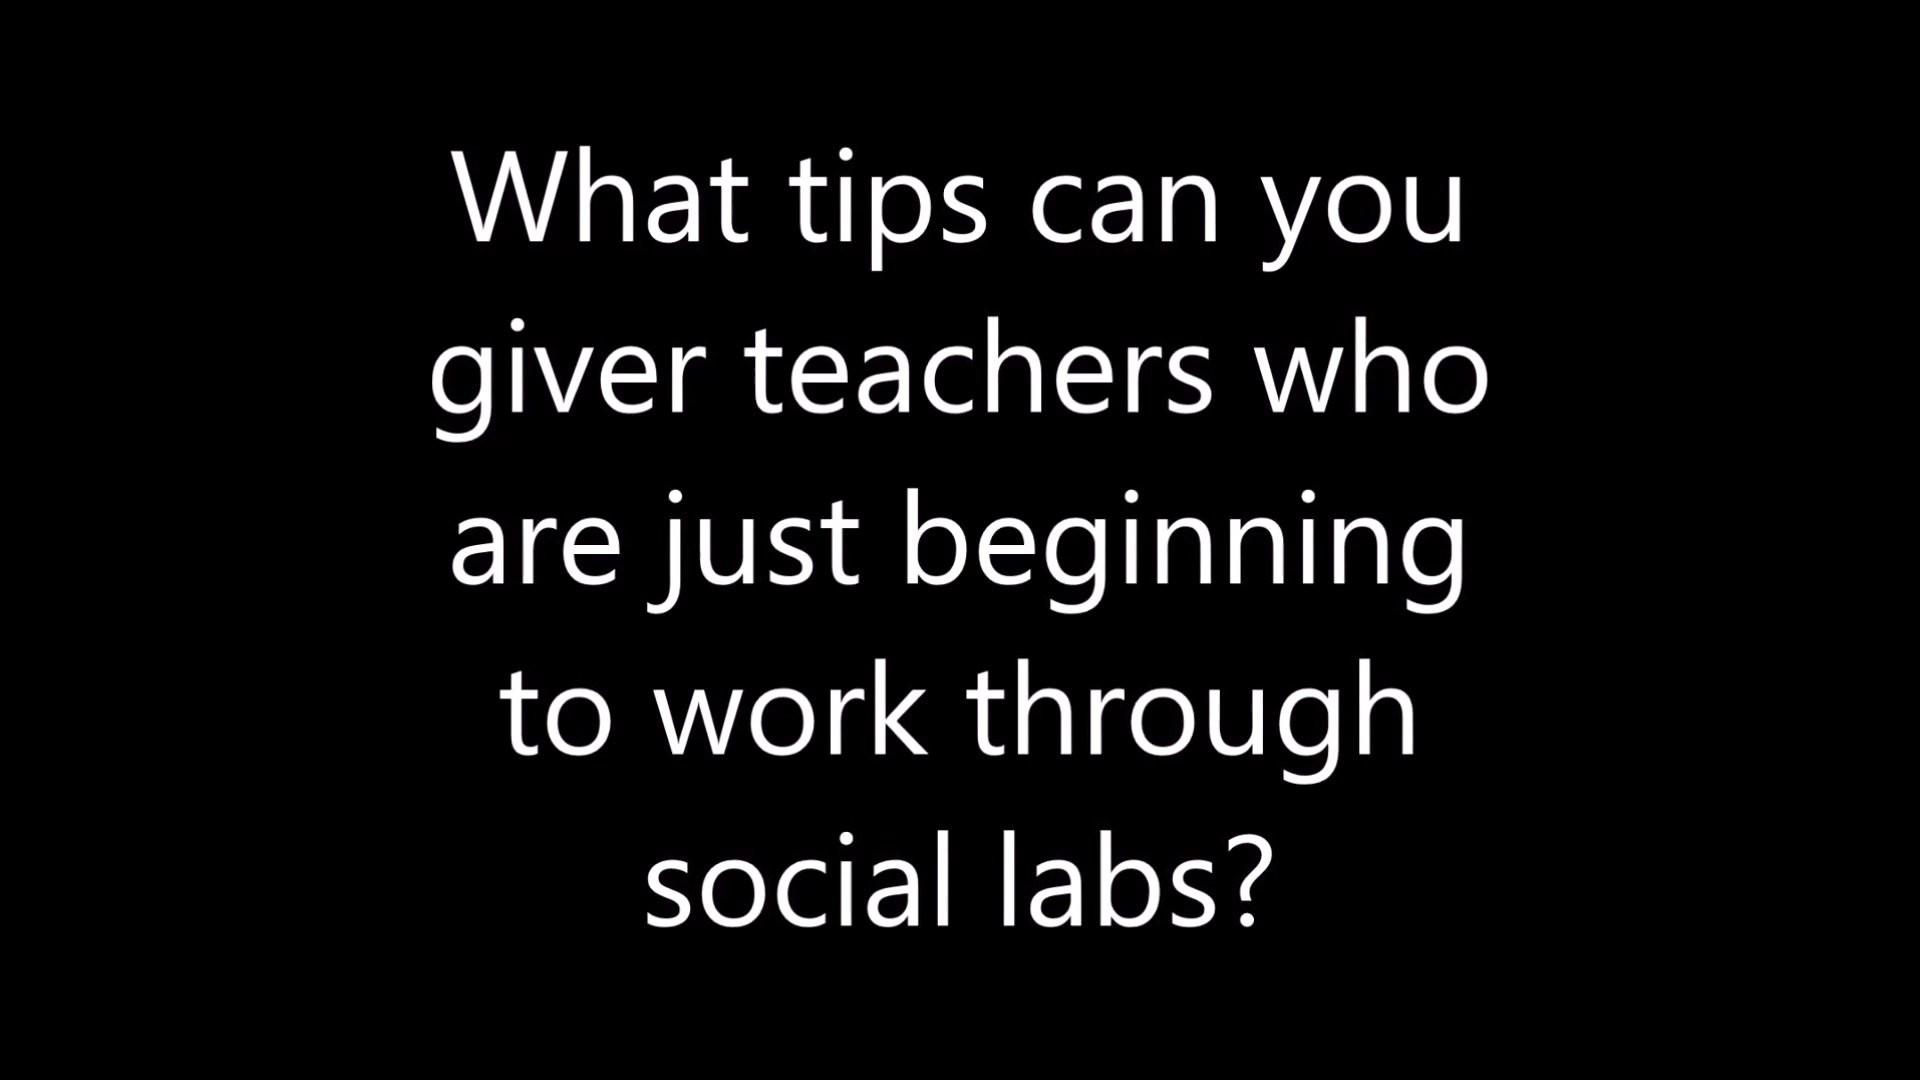 What tips can you
giver teachers who
are just beginning
to work through
social labs?